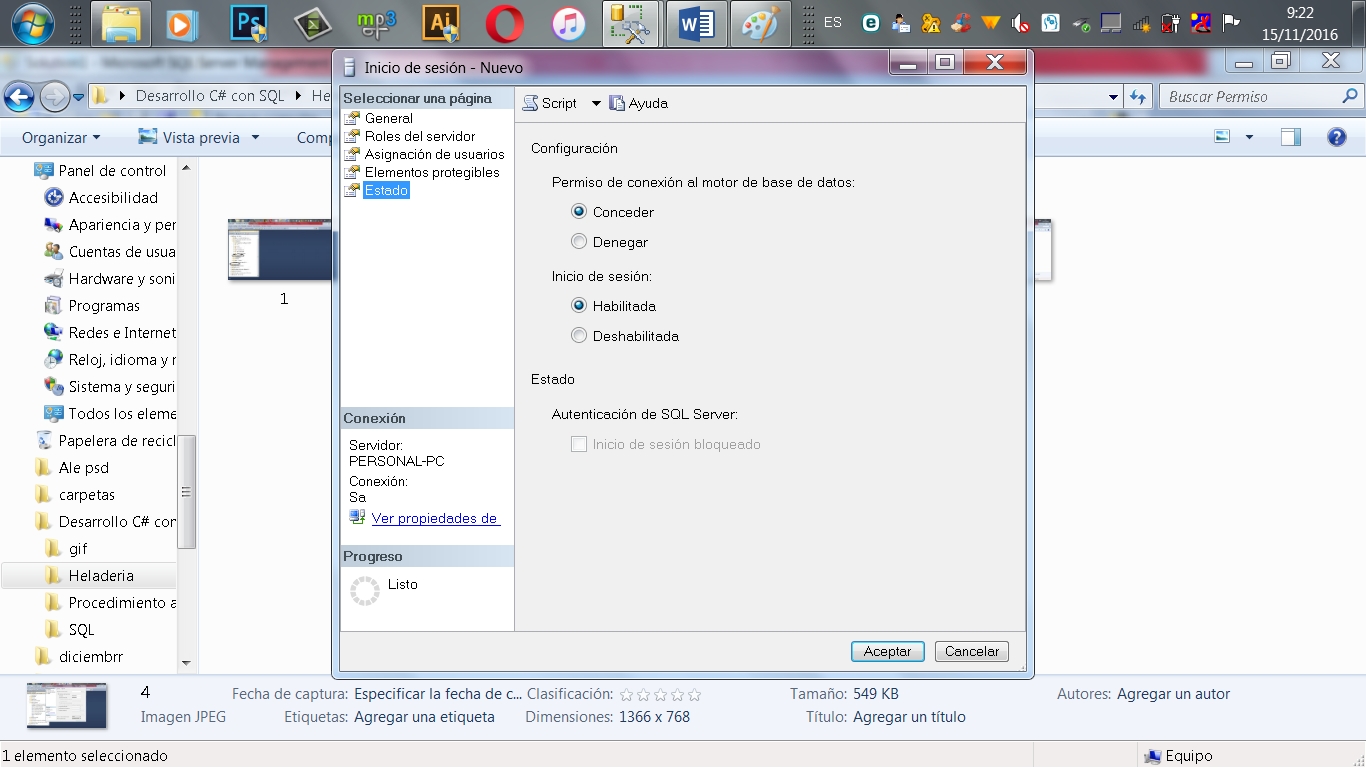 Ps
mp3
Ai
W
ES
9:22
15/11/2016
Inicio de sesión - Nuevo
Desarrollo C# con SQL
He
Buscar Permiso
Organizar
Vista previa
Comp
Seleccionar una página
General
Roles del servidor
Asignación de usuarios
Elementos protegibles
Estado
Script
Ayuda
Configuración
Permiso de conexión al motor de base de datos:
Conceder
Denegar
Inicio de sesión:
Habilitada
Deshabilitada
Estado
Autenticación de SQL Server:
Inicio de sesión bloqueado
Conexión
Servidor:
PERSONAL-PC
Conexión:
Sa
Ver propiedades de
Progreso
Listo
Aceptar
Cancelar
Panel de control
Accesibilidad
Apariencia y per
Cuentas de usua
Hardware y soni
Programas
Redes e Internet
Reloj, idioma y r
Sistema y seguri
Todos los eleme
Papelera de recicl
Ale psd
carpetas
Desarrollo C# con
gif
Heladeria
Procedimiento a
SQL
diciembrr
1
4
Imagen JPEG
Fecha de captura: Especificar la fecha de c...
Etiquetas: Agregar una etiqueta
Clasificación:
Dimensiones: 1366 x 768
Tamaño: 549 KB
Título: Agregar un título
Autores: Agregar un autor
1 elemento seleccionado
Equipo